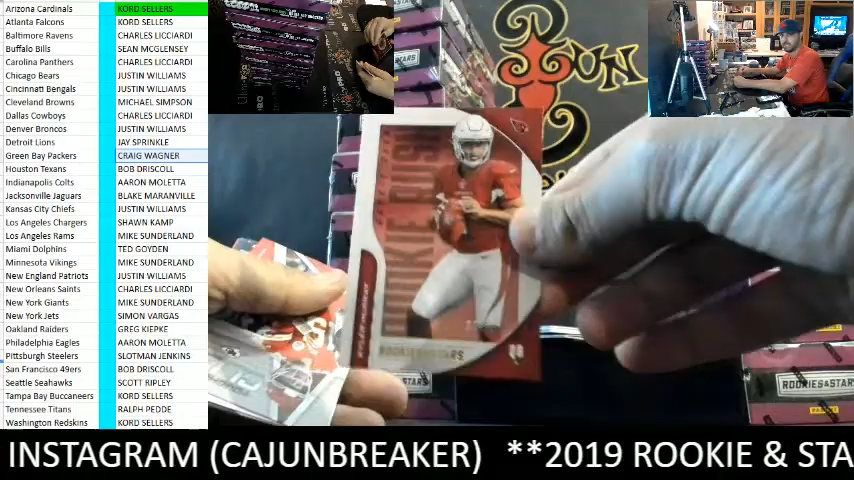 Arizona Cardinals KORD SELLERS
Atlanta Falcons KORD SELLERS
Baltimore Ravens CHARLES LICCIARDI
Buffalo Bills SEAN MCGLENSEY
Carolina Panthers CHARLES LICCIARDI
Chicago Bears JUSTIN WILLIAMS
Cincinnati Bengals JUSTIN WILLIAMS
Cleveland Browns MICHAEL SIMPSON
Dallas Cowboys CHARLES LICCIARDI
Denver Broncos JUSTIN WILLIAMS
Detroit Lions JAY SPRINKLE
Green Bay Packers CRAIG WAGNER
Houston Texans BOB DRISCOLL
Indianapolis Colts AARON MOLETTA
Jacksonville Jaguars BLAKE MARANVILLE
Kansas City Chiefs JUSTIN WILLIAMS
Los Angeles Chargers SHAWN KAMP
Los Angeles Rams MIKE SUNDERLAND
Miami Dolphins TED GOYDEN
Minnesota Vikings MIKE SUNDERLAND
New England Patriots JUSTIN WILLIAMS
New Orleans Saints CHARLES LICCIARDI
New York Giants MIKE SUNDERLAND
New York Jets SIMON VARGAS
Oakland Raiders GREG KIEPKE
Philadelphia Eagles AARON MOLETTA
Pittsburgh Steelers SLOTMAN JENKINS
San Francisco 49ers BOB DRISCOLL
Seattle Seahawks SCOTT RIPLEY
Tampa Bay Buccaneers KORD SELLERS
Tennessee Titans RALPH PEDDE
Washington Redskins KORD SELLERS
ROOKIE RUSH
ROOKIES & STARS
ROOKIES & STARS
PANINI
INSTAGRAM (CAJUNBREAKER) **2019 ROOKIE & STA